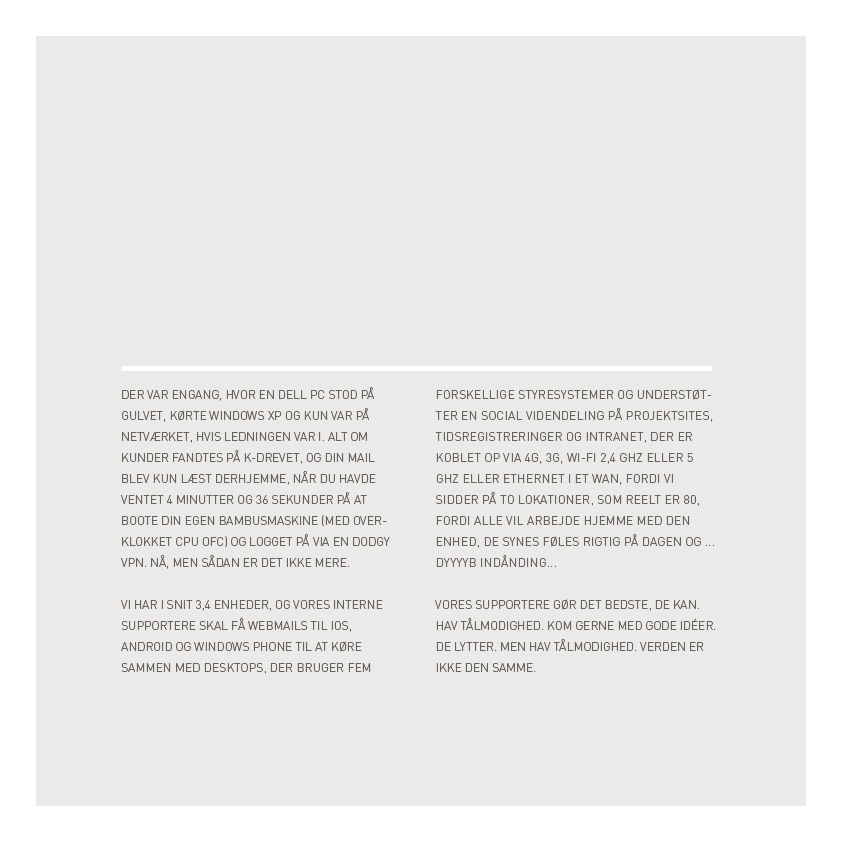 DER VAR ENGANG, HVOR EN DELL PC STOD PÅ
GULVET, KØRTE WINDOWS XP OG KUN VAR PÅ
NETVÆRKET, HVIS LEDNINGEN VAR I. ALT OM
KUNDER FANDTES PÅ K-DREVET, OG DIN MAIL
BLEV KUN LÆST DERHJEMME, NÅR DU HAVDE
VENTET 4 MINUTTER OG 36 SEKUNDER PÅ AT
BOOTE DIN EGEN BAMBUSMASKINE (MED OVER-
KLOKKET CPU OFC) OG LOGGET PÅ VIA EN DODGY
VPN. NÅ, MEN SÅDAN ER DET IKKE MERE.

VI HAR I SNIT 3,4 ENHEDER, OG VORES INTERNE
SUPPORTERE SKAL FÅ WEBMAILS TIL IOS,
ANDROID OG WINDOWS PHONE TIL AT KØRE
SAMMEN MED DESKTOPS, DER BRUGER FEM
FORSKELLIGE STYRESYSTEMER OG UNDERSTØT-
TER EN SOCIAL VIDENDELING PÅ PROJEKTSITES,
TIDSREGISTRERINGER OG INTRANET, DER ER
KOBLET OP VIA 4G, 3G, WI-FI 2,4 GHZ ELLER 5
GHZ ELLER ETHERNET I ET WAN, FORDI VI
SIDDER PÅ TO LOKATIONER, SOM REELT ER 80,
FORDI ALLE VIL ARBEJDE HJEMME MED DEN
ENHED, DE SYNES FØLES RIGTIG PÅ DAGEN OG ...
DYYYYB INDÅNDING...

VORES SUPPORTERE GØR DET BEDSTE, DE KAN.
HAV TÅLMODIGHED. KOM GERNE MED GODE IDÉER.
DE LYTTER. MEN HAV TÅLMODIGHED. VERDEN ER
IKKE DEN SAMME.